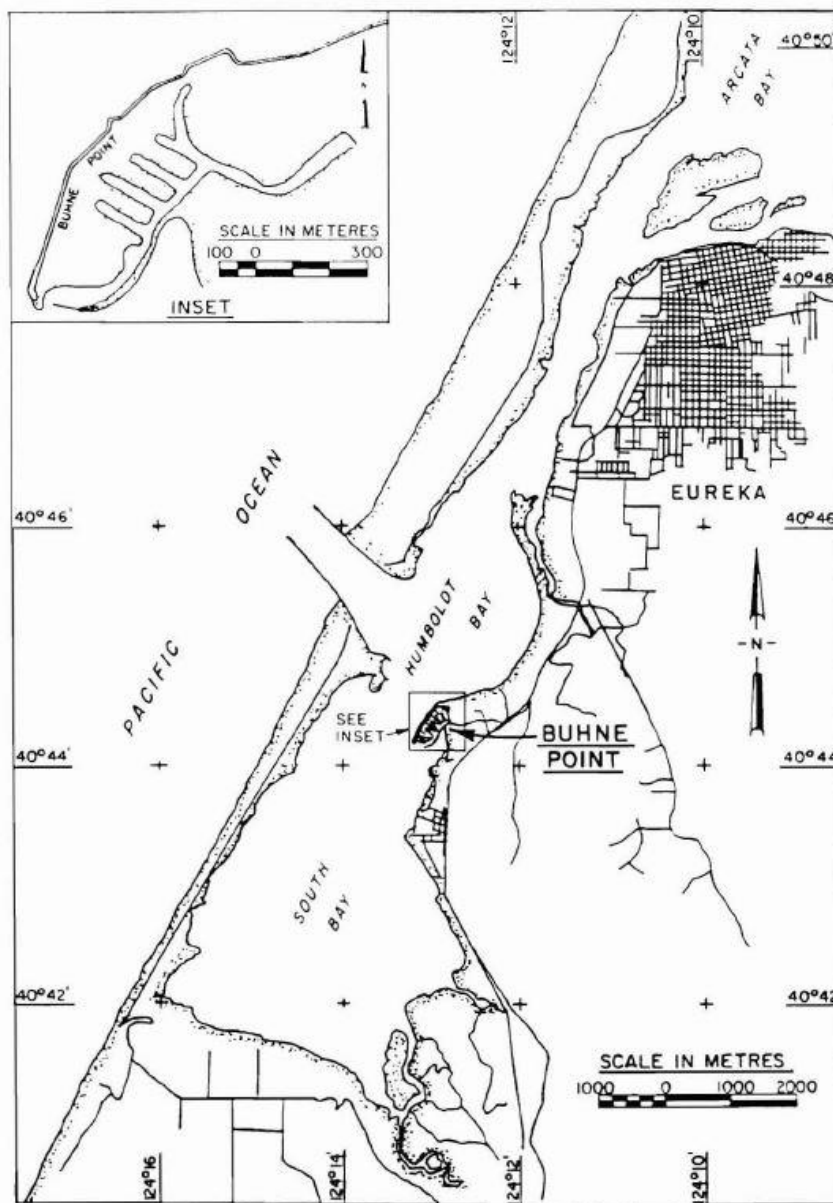 124°12
124°10
40°50'
ARCATA
BAY
BUHNE
POINT
SCALE IN METERES
100 0 300
INSET
40°48'
OCEAN
EUREKA
40°46'
40°46'
HUMBOLDT
BAY
-N-
PACIFIC
SEE
INSET
BUHNE
POINT
40°44'
40°44'
SOUTH
BAY
40°42'
40°42'
SCALE IN METRES
1000 0 1000 2000
124°16
124°14
124°12'
124°10'